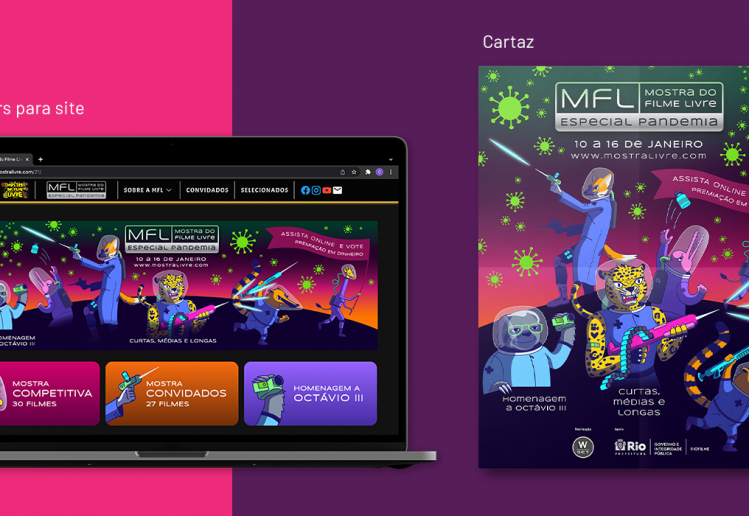 Cartaz
rs para site
do Filme Liv
mostralivre.com/21/
MFL MOSTRA DO
FILME LIVRE
ESPECIAL PANDEMIA
SOBRE A MFL
CONVIDADOS
SELECIONADOS
MFL MOSTRA DO
FILME LIVRE
ESPECIAL PANDEMIA
10 a 16 DE JANEIRO
www.mostralivre.com
ASSISTA ONLINE E VOTE
PREMIAÇÃO EM DINHEIRO
HOMENAGEM
OCTÁVIO III
CURTAS, MÉDIAS E LONGAS
MOSTRA
COMPETITIVA
30 FILMES
MOSTRA
CONVIDADOS
27 FILMES
HOMENAGEM A
OCTÁVIO III
MFL MOSTRA DO
FILME LIVRE
ESPECIAL PANDEMIA
10 a 16 DE JANEIRO
www.mostralivre.com
ASSISTA ONLINE
PREMIAÇÃO EM
HOMENAGEM
A OCTÁVIO III
CURTAS,
MÉDIAS E
LONGAS
Realização
WSET
Apoio
Rio
PREFEITURA
GOVERNO E
INTEGRIDADE
PÚBLICA
RIOFILME